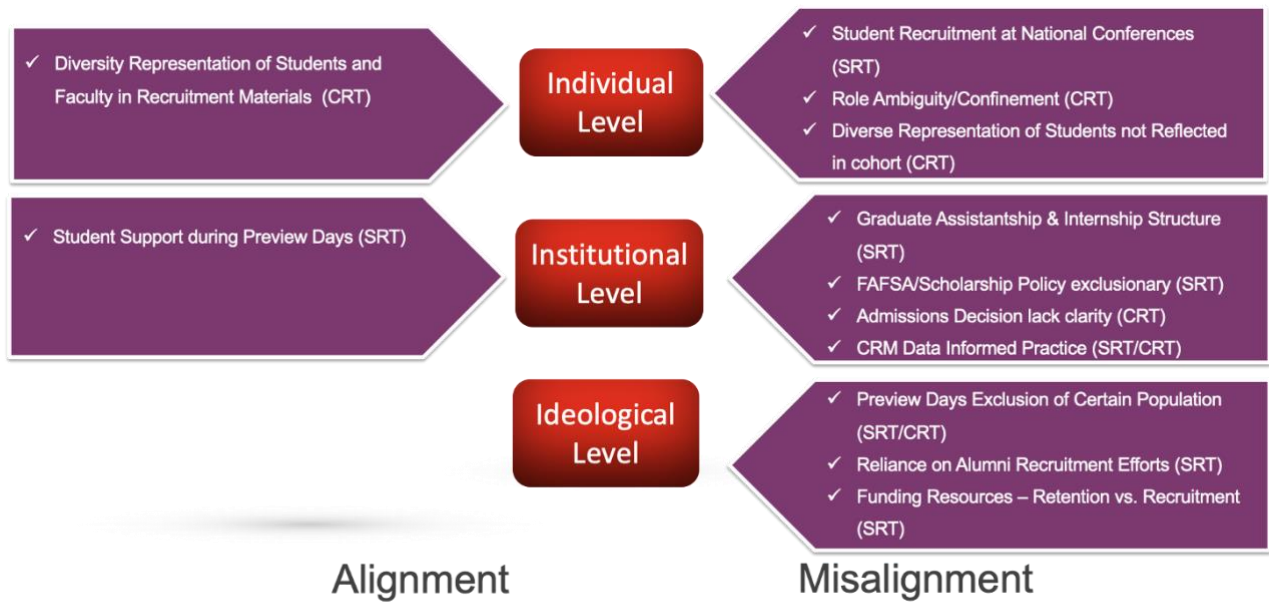 ✓ Diversity Representation of Students and
Faculty in Recruitment Materials (CRT)
Individual
Level
✓ Student Recruitment at National Conferences
(SRT)
✓ Role Ambiguity/Confinement (CRT)
✓ Diverse Representation of Students not Reflected
in cohort (CRT)
✓ Student Support during Preview Days (SRT)
Institutional
Level
✓ Graduate Assistantship & Internship Structure
(SRT)
✓ FAFSA/Scholarship Policy exclusionary (SRT)
✓ Admissions Decision lack clarity (CRT)
✓ CRM Data Informed Practice (SRT/CRT)
Ideological
Level
✓ Preview Days Exclusion of Certain Population
(SRT/CRT)
✓ Reliance on Alumni Recruitment Efforts (SRT)
✓ Funding Resources – Retention vs. Recruitment
(SRT)
Alignment
Misalignment